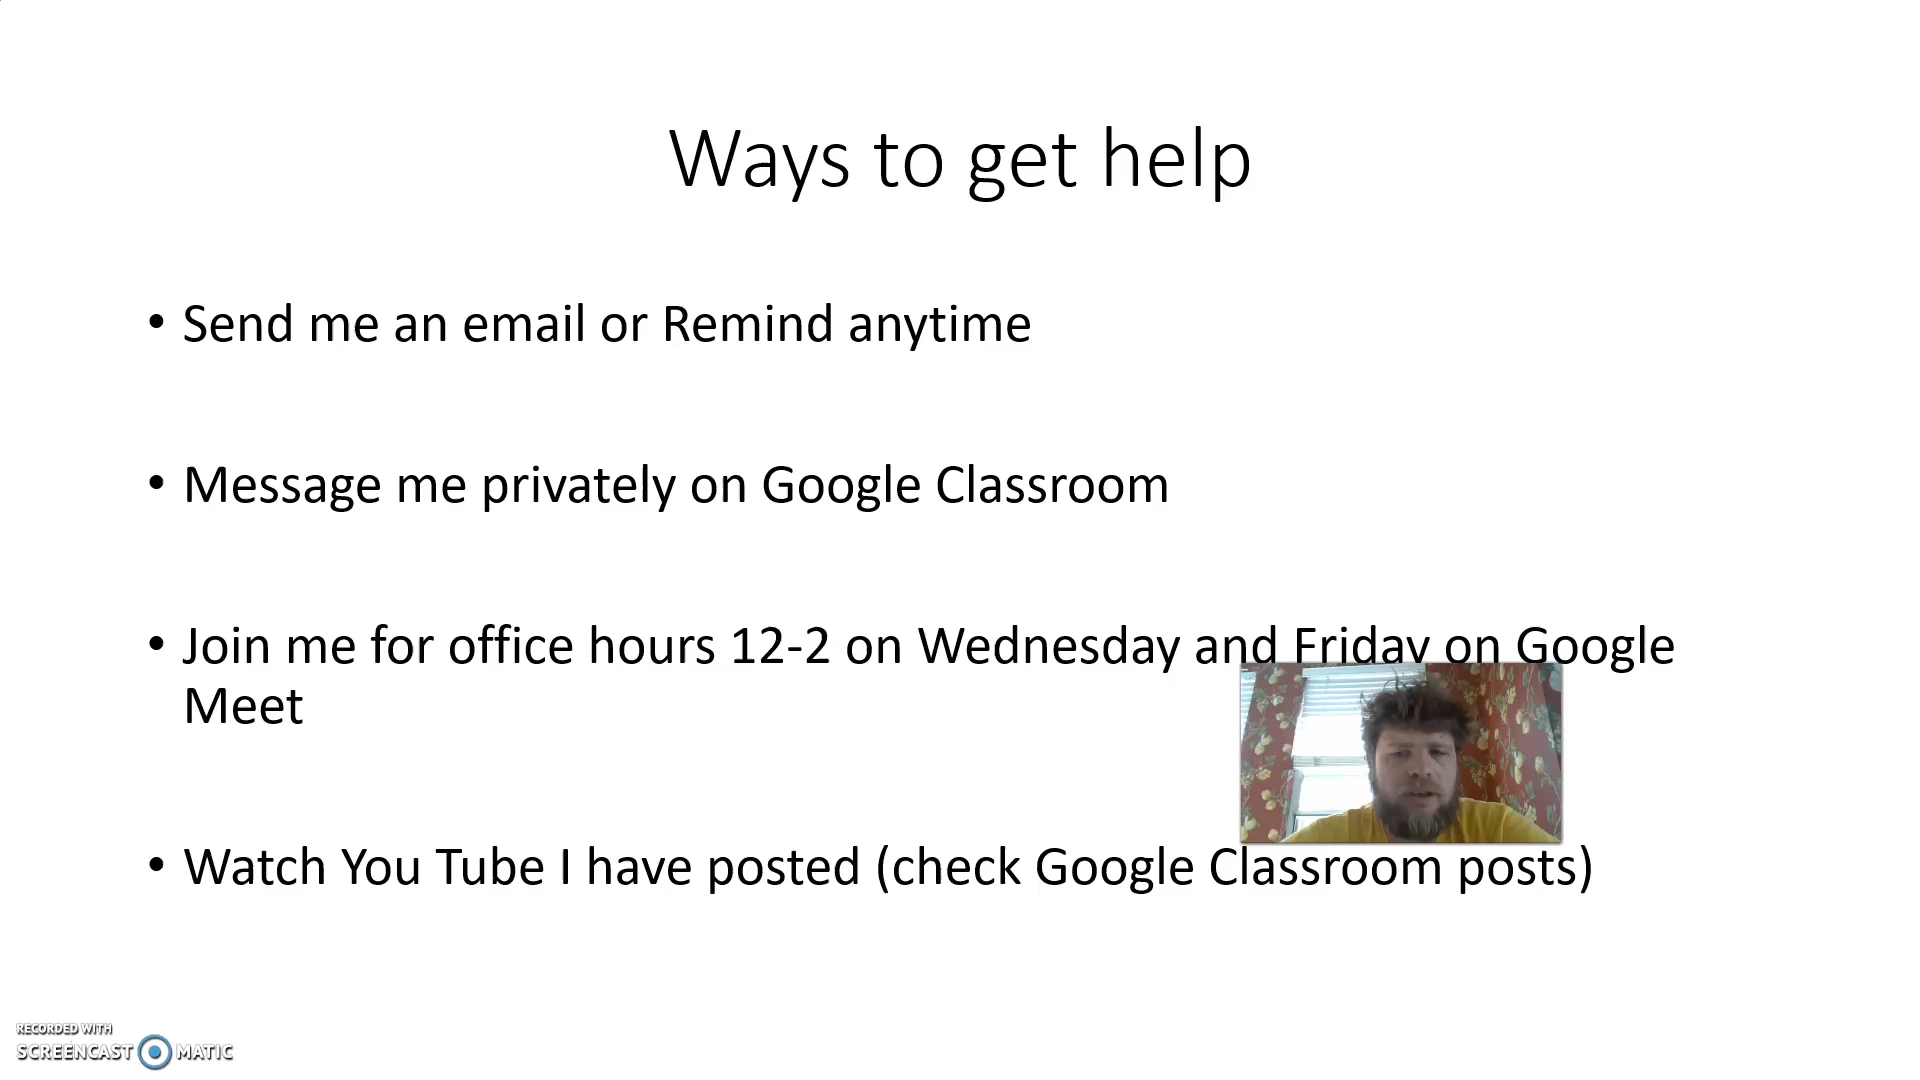 Ways to get help
• Send me an email or Remind anytime
• Message me privately on Google Classroom
• Join me for office hours 12-2 on Wednesday and Friday on Google
Meet
• Watch You Tube I have posted (check Google Classroom posts)
RECORDED WITH
SCREENCAST MATIC